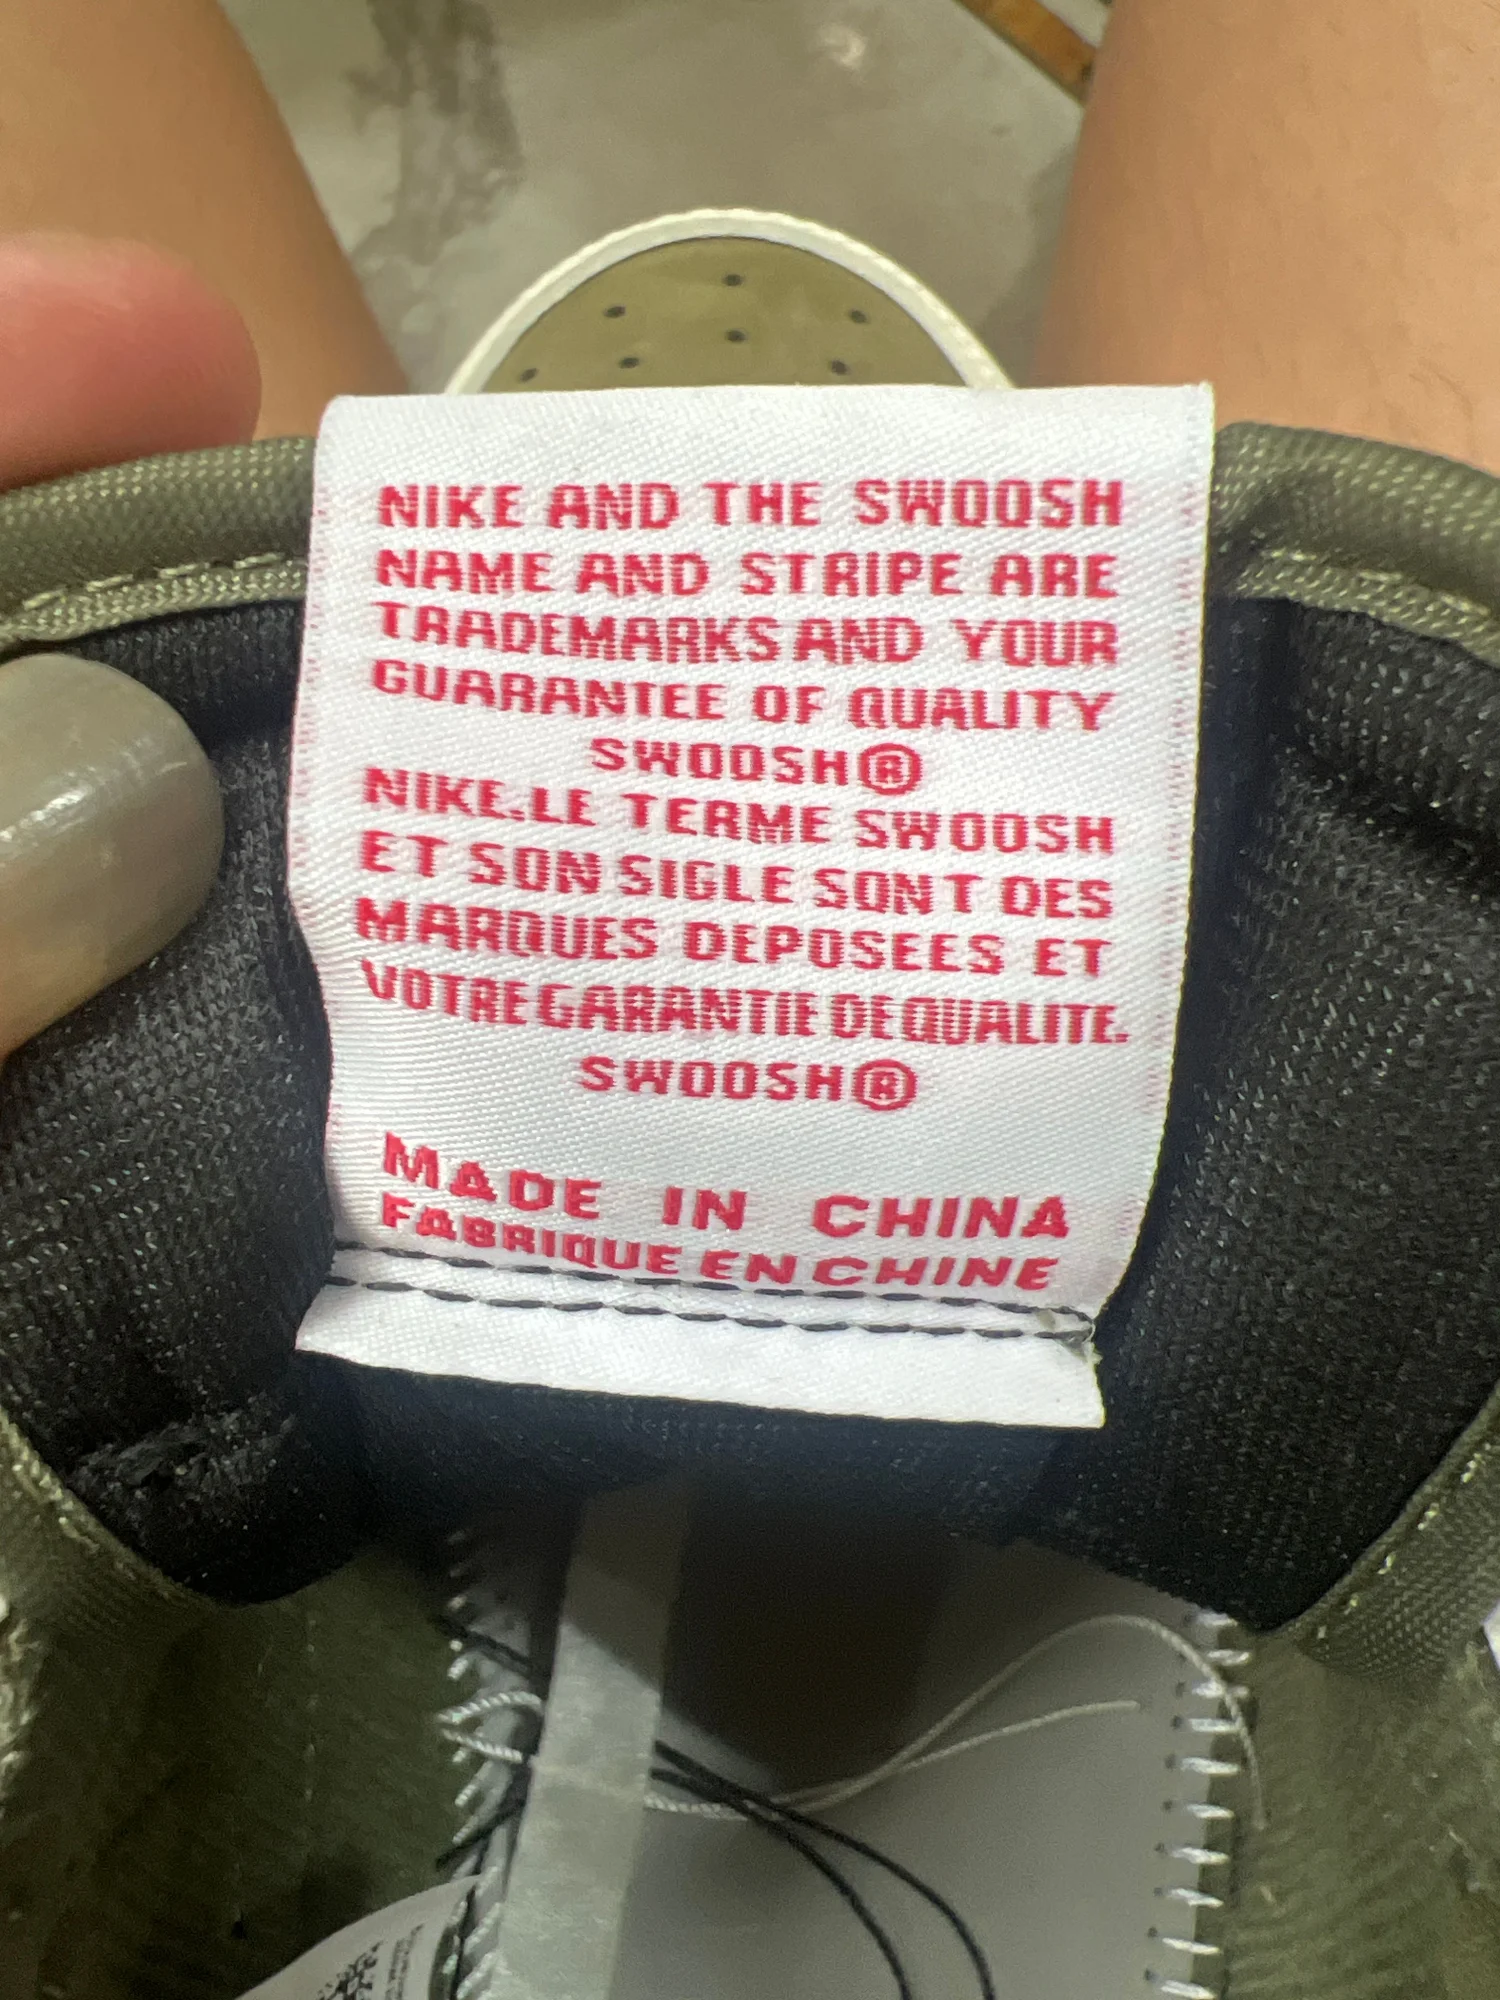 NIKE AND THE SWOOSH
NAME AND STRIPE ARE
TRADEMARKS AND YOUR
GUARANTEE OF QUALITY
SWOOSH®
NIKE.LE TERME SWOOSH
ET SON SIGLE SONT DES
MARQUES DEPOSEES ET
VOTRE GARANTIE DE QUALITE.
SWOOSH®
MADE IN CHINA
FABRIQUE EN CHINE